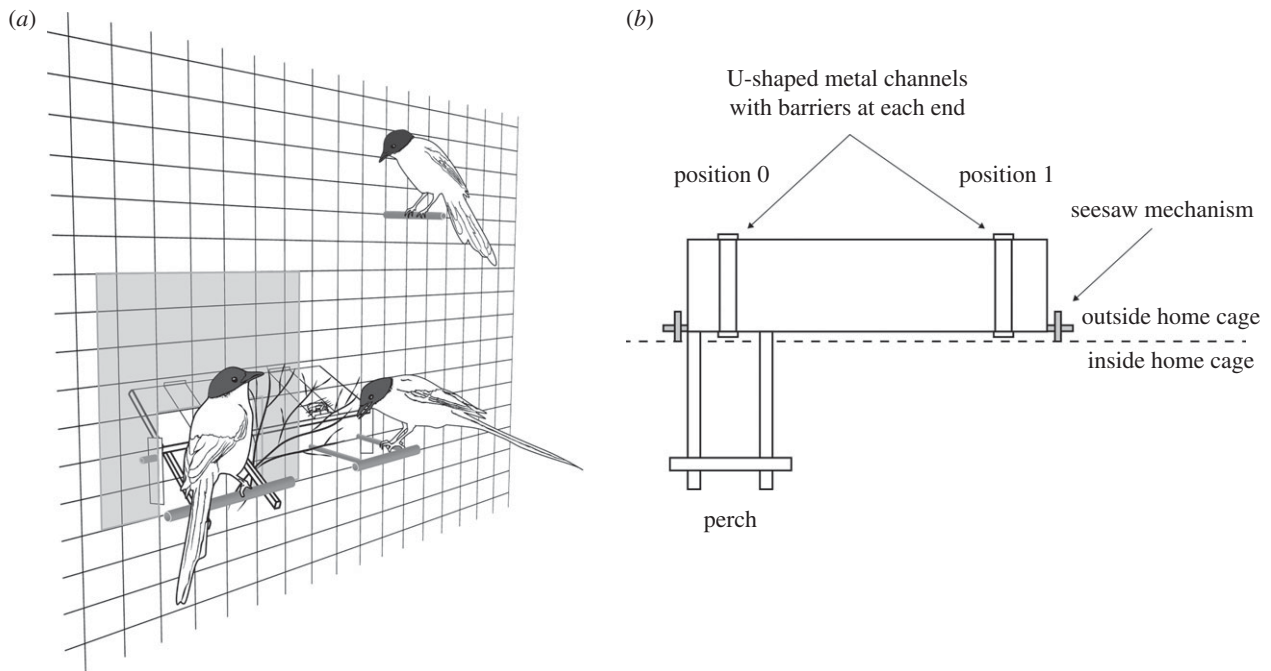 (a)
(b)
U-shaped metal channels
with barriers at each end
position 0
position 1
seesaw mechanism
outside home cage
inside home cage
perch